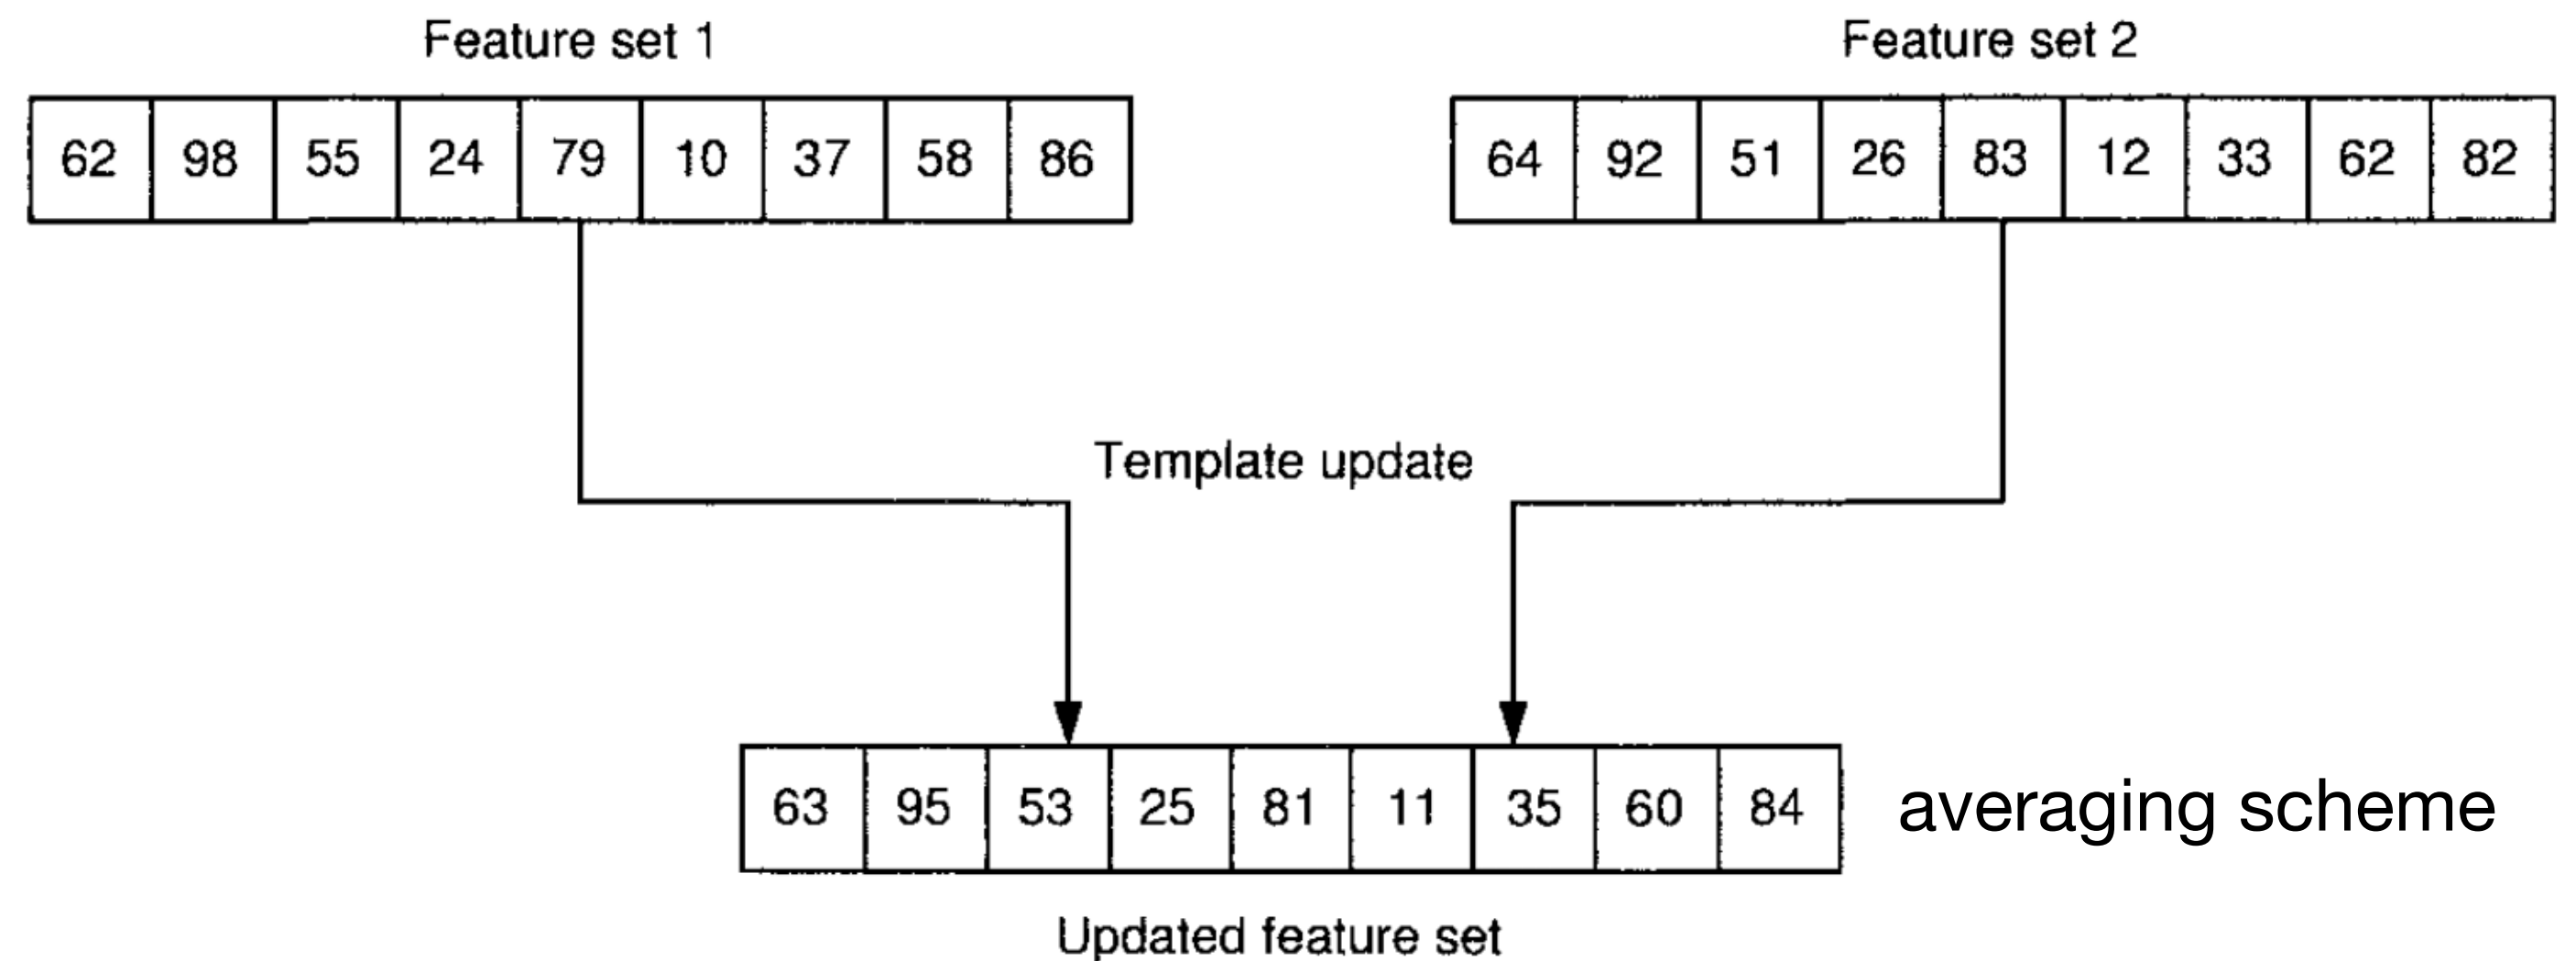 Feature set 1
Feature set 2
62 98 55 24 79 10 37 58 86
64 92 51 26 83 12 33 62 82
Template update
63 95 53 25 81 11 35 60 84
averaging scheme
Updated feature set